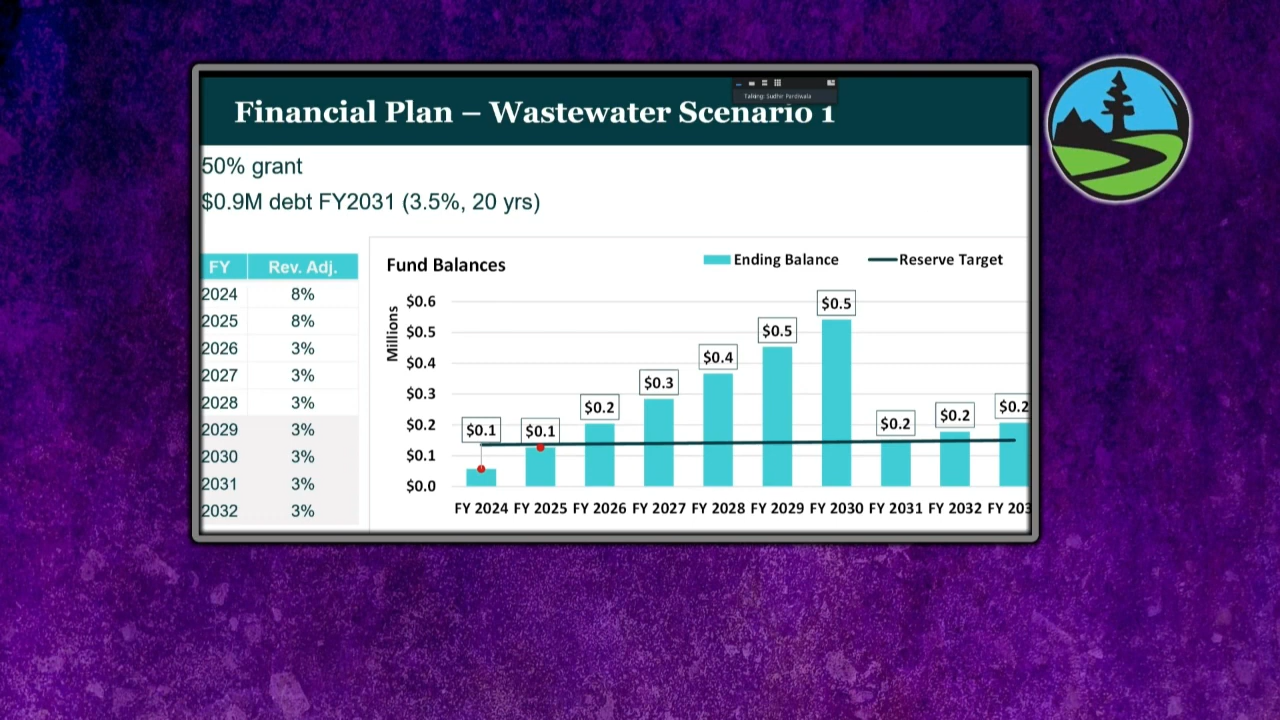 Talking: Sudhir Pardiwala
Financial Plan – Wastewater Scenario 1
50% grant
$0.9M debt FY2031 (3.5%, 20 yrs)
FY Rev. Adj.
2024 8%
2025 8%
2026 3%
2027 3%
2028 3%
2029 3%
2030 3%
2031 3%
2032 3%
Fund Balances
Ending Balance Reserve Target
Millions
$0.6
$0.5
$0.4
$0.3
$0.2
$0.1
$0.0
$0.1 $0.1 $0.2 $0.3 $0.4 $0.5 $0.5 $0.2 $0.2 $0.2
FY 2024 FY 2025 FY 2026 FY 2027 FY 2028 FY 2029 FY 2030 FY 2031 FY 2032 FY 203